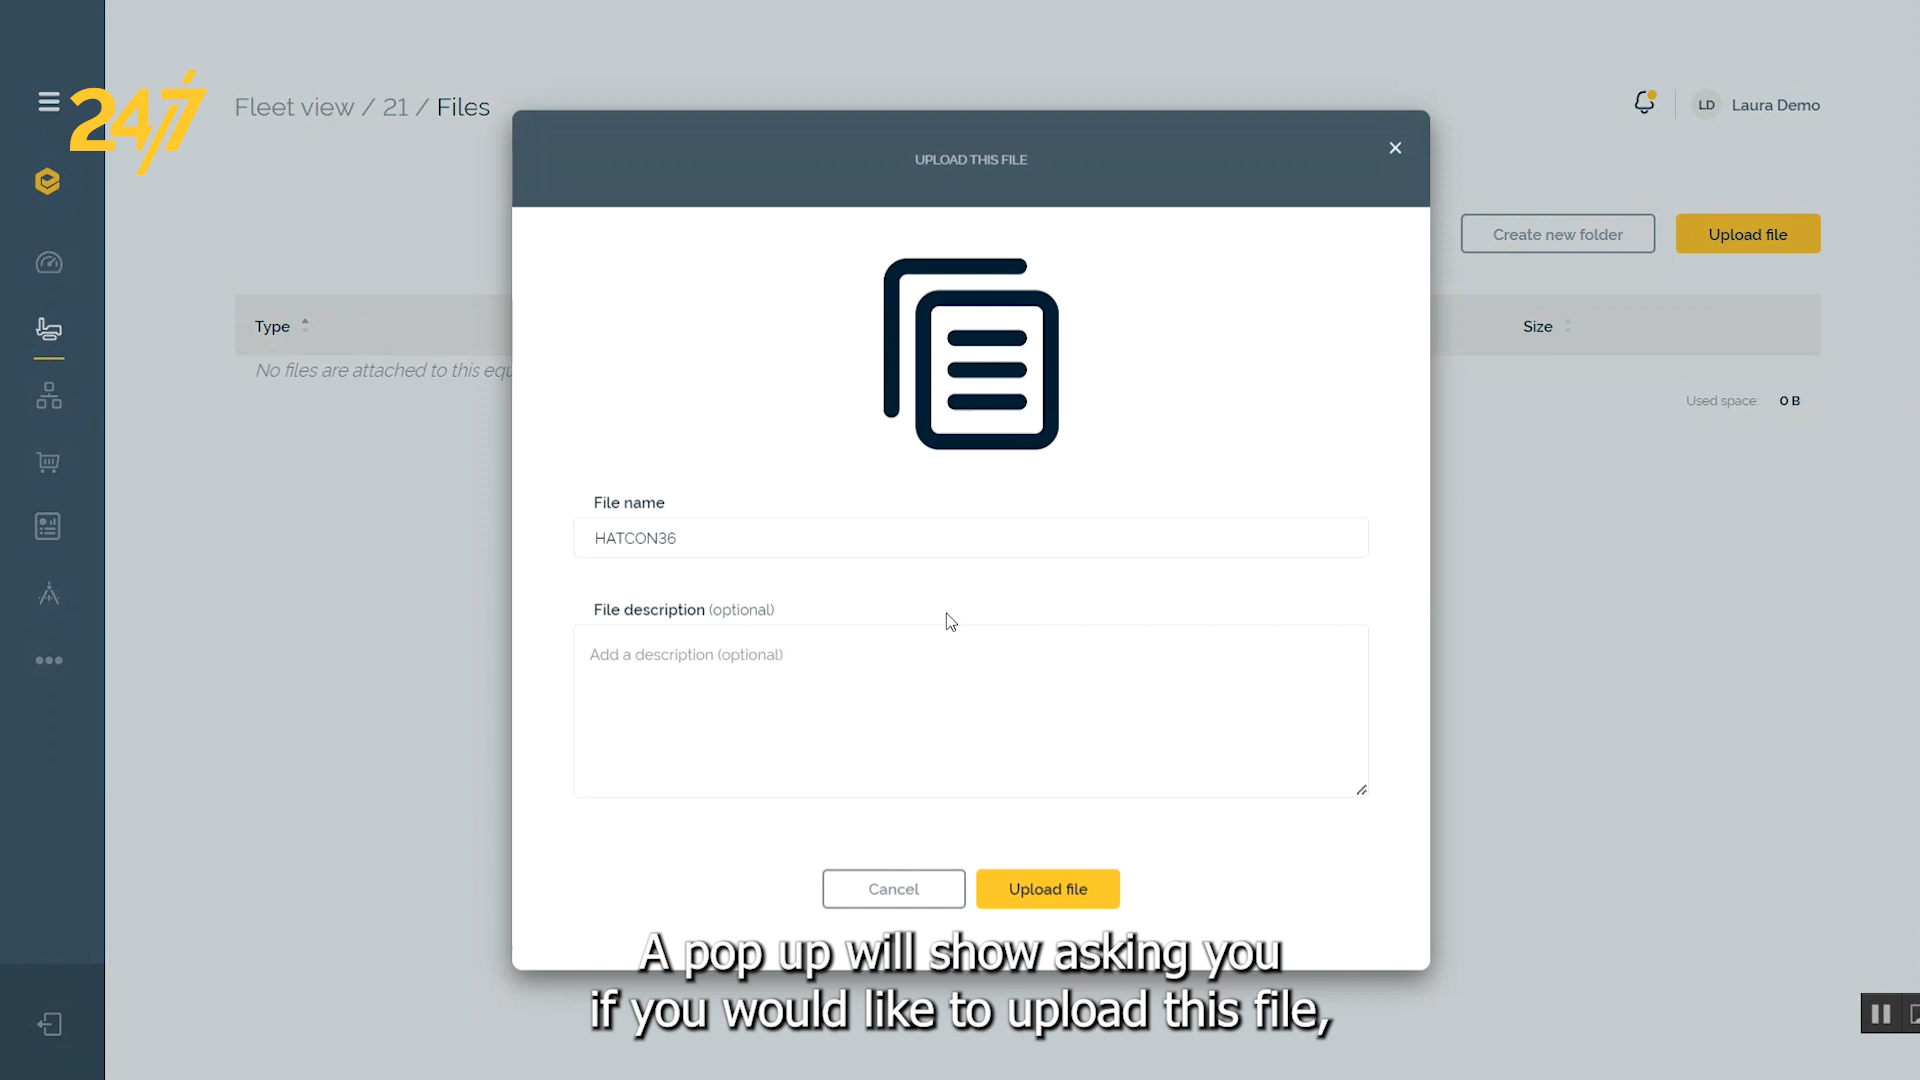 24/7
Fleet view / 21 / Files
LD Laura Demo
UPLOAD THIS FILE
Create new folder
Upload file
Type
Size
No files are attached to this equ
Used space: 0 B
File name
HATCON36
File description (optional)
Add a description (optional)
Cancel
Upload file
A pop up will show asking you
if you would like to upload this file,